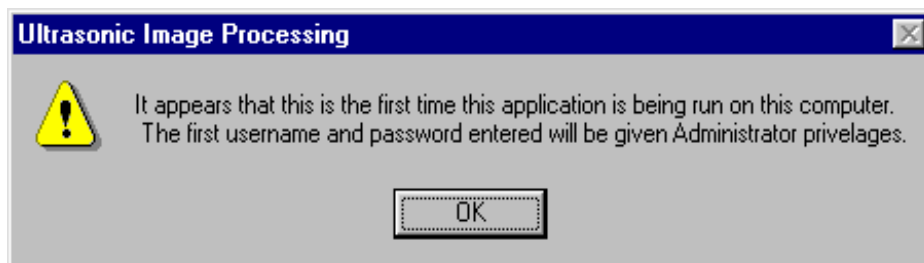 Ultrasonic Image Processing
It appears that this is the first time this application is being run on this computer.
The first username and password entered will be given Administrator privelages.
OK